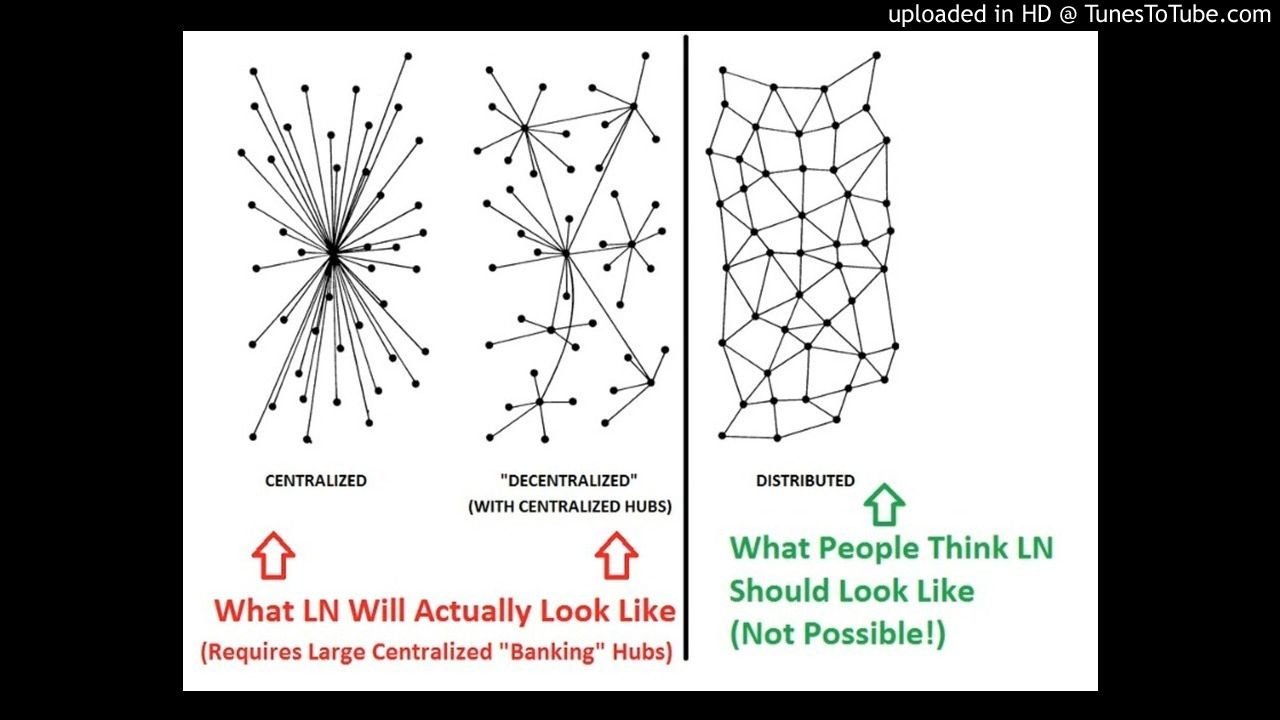 uploaded in HD @ TunesToTube.com
CENTRALIZED
"DECENTRALIZED"
(WITH CENTRALIZED HUBS)
DISTRIBUTED
What LN Will Actually Look Like
(Requires Large Centralized "Banking" Hubs)
What People Think LN
Should Look Like
(Not Possible!)